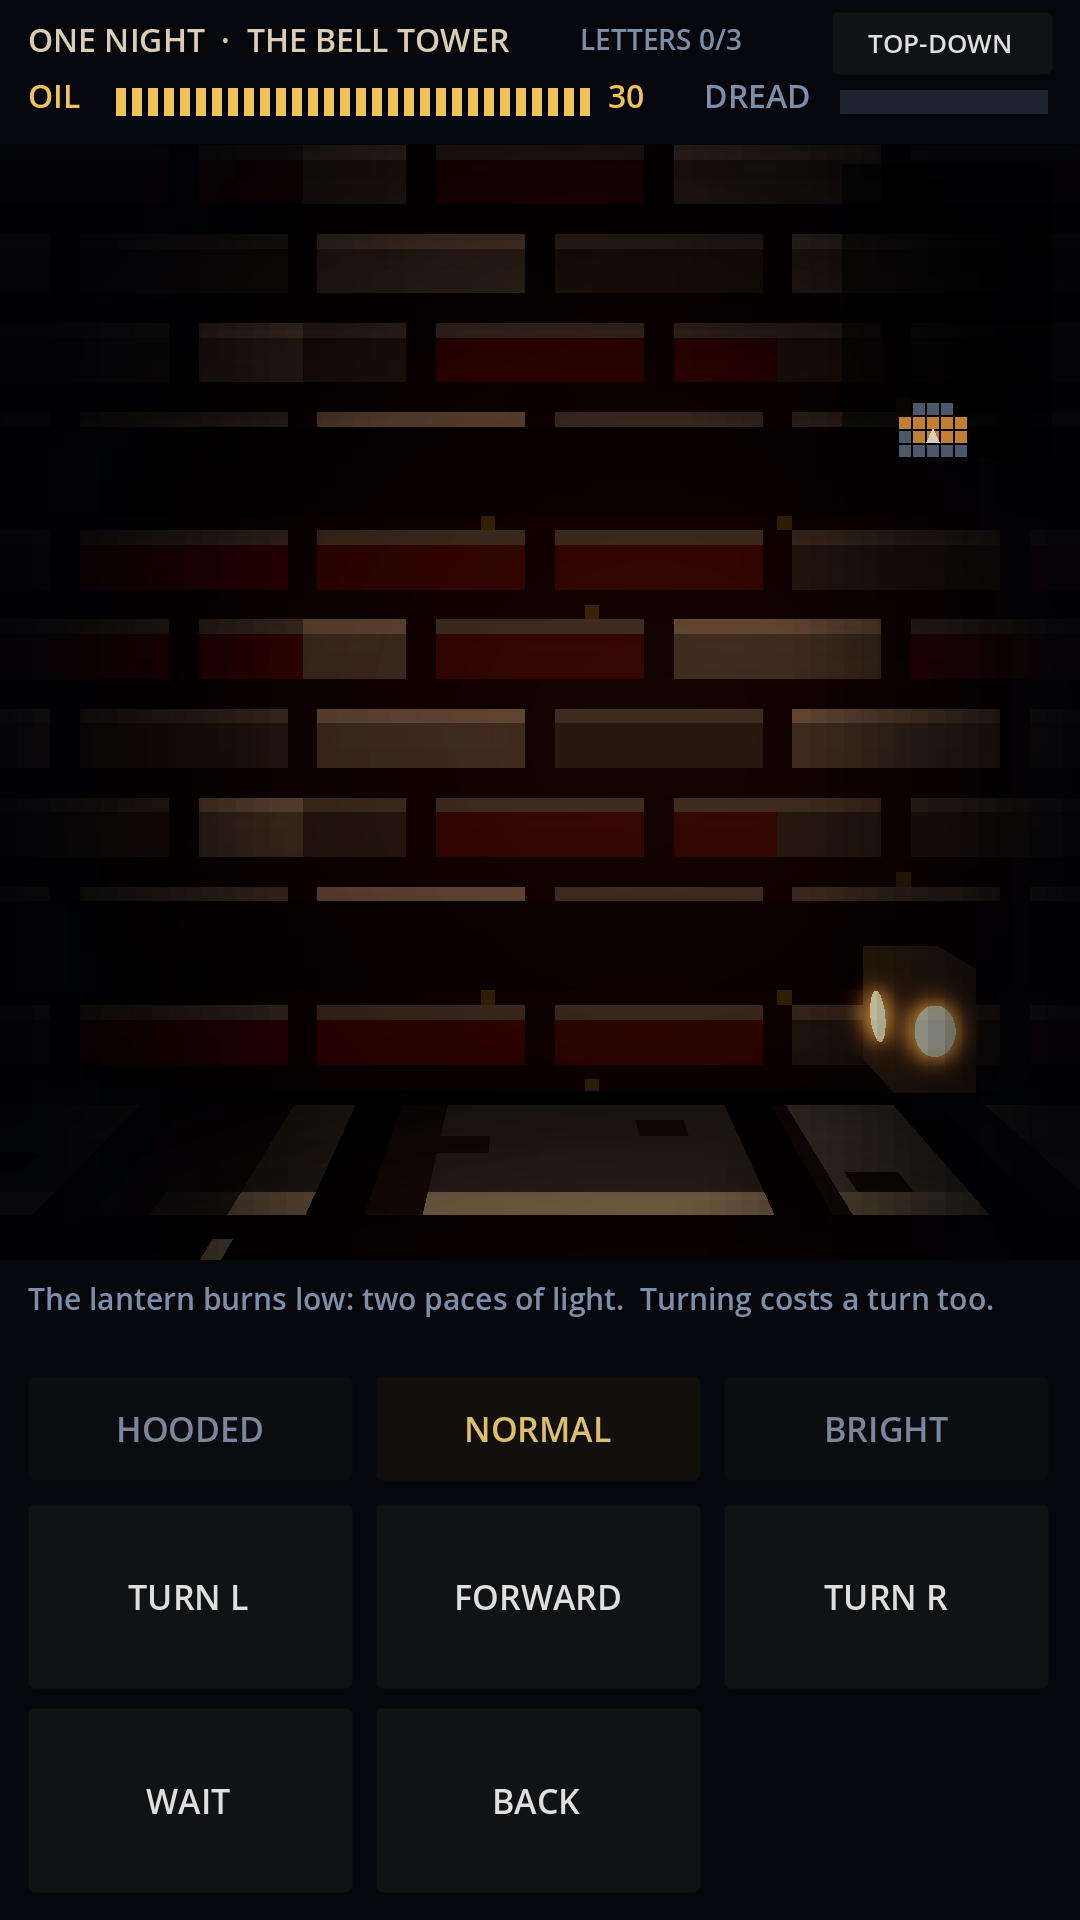 ONE NIGHT · THE BELL TOWER
LETTERS 0/3
TOP-DOWN
OIL
30
DREAD
The lantern burns low: two paces of light.  Turning costs a turn too.
HOODED
NORMAL
BRIGHT
TURN L
FORWARD
TURN R
WAIT
BACK